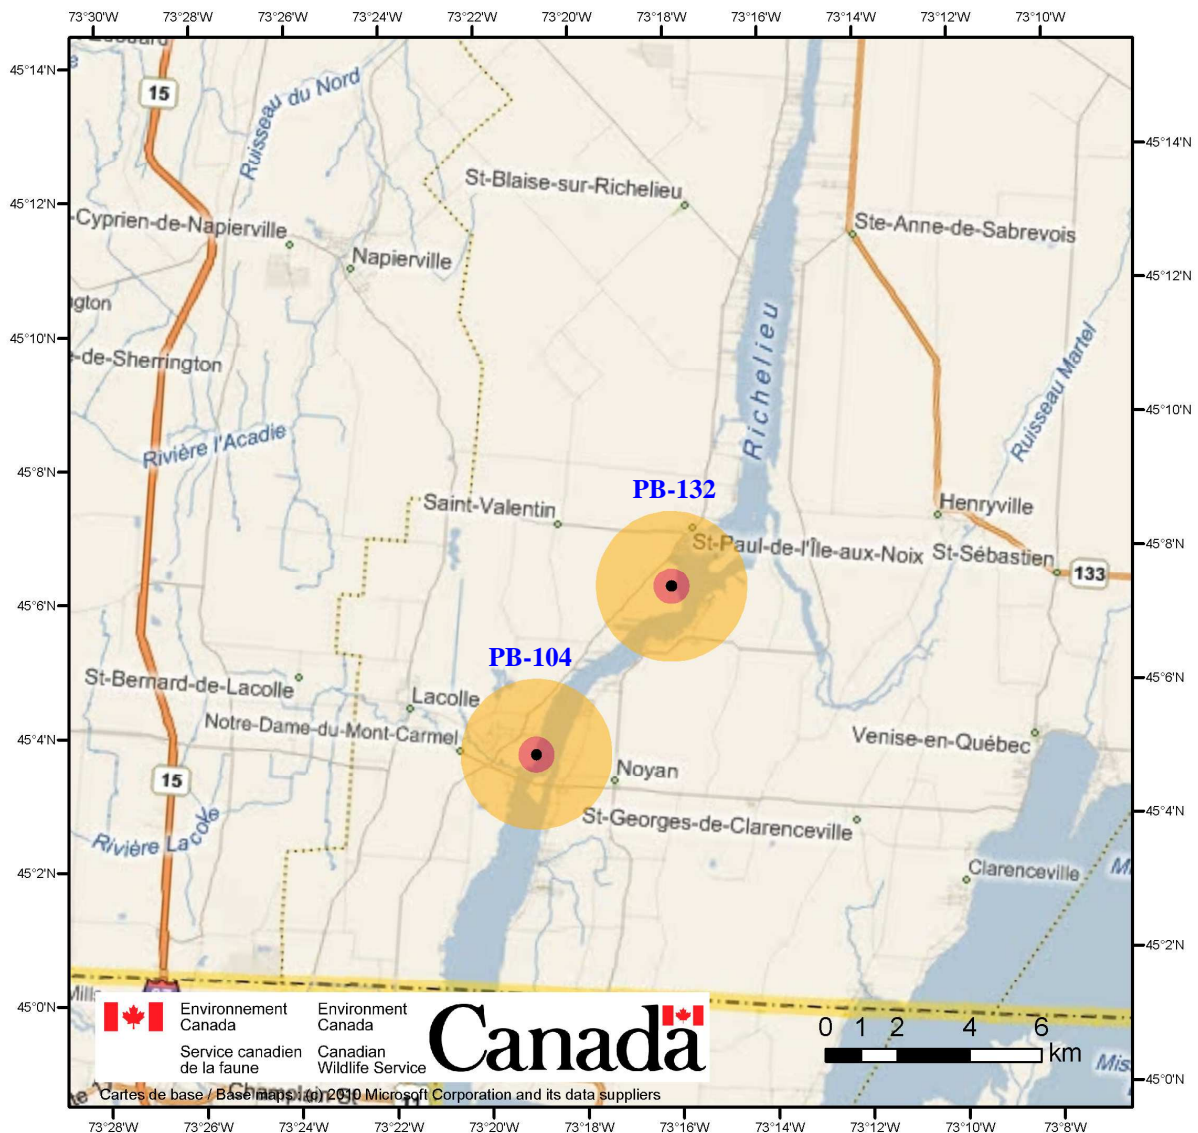 73°30'W 73°26'W 73°24'W 73°22'W 73°20'W 73°18'W 73°16'W 73°14'W 73°12'W 73°10'W
45°14'N
15
Ruisseau du Nord
45°14'N
St-Blaise-sur-Richelieu
45°12'N
-Cyprien-de-Napierville
Ste-Anne-de-Sabrevois
Napierville
45°12'N
gton
45°10'N
e-de-Sherrington
Richelieu
Ruisseau Martel
45°10'N
Rivière l'Acadie
45°8'N
PB-132
Saint-Valentin
Henryville
St-Paul-de-l'Île-aux-Noix
St-Sébastien
45°8'N
133
45°6'N
PB-104
St-Bernard-de-Lacolle
45°6'N
Lacolle
Notre-Dame-du-Mont-Carmel
45°4'N
Venise-en-Québec
15
Noyan
St-Georges-de-Clarenceville
45°4'N
Rivière Lacolle
45°2'N
Clarenceville
Mi
45°2'N
45°0'N
Mills
Environnement Canada
Environment Canada
Service canadien de la faune
Canadian Wildlife Service
Canada
0 1 2 4 6 km
Mis
45°0'N
Champlain St
11
Cartes de base / Base maps: (c) 2010 Microsoft Corporation and its data suppliers
73°28'W 73°26'W 73°24'W 73°22'W 73°20'W 73°18'W 73°16'W 73°14'W 73°12'W 73°10'W 73°8'W